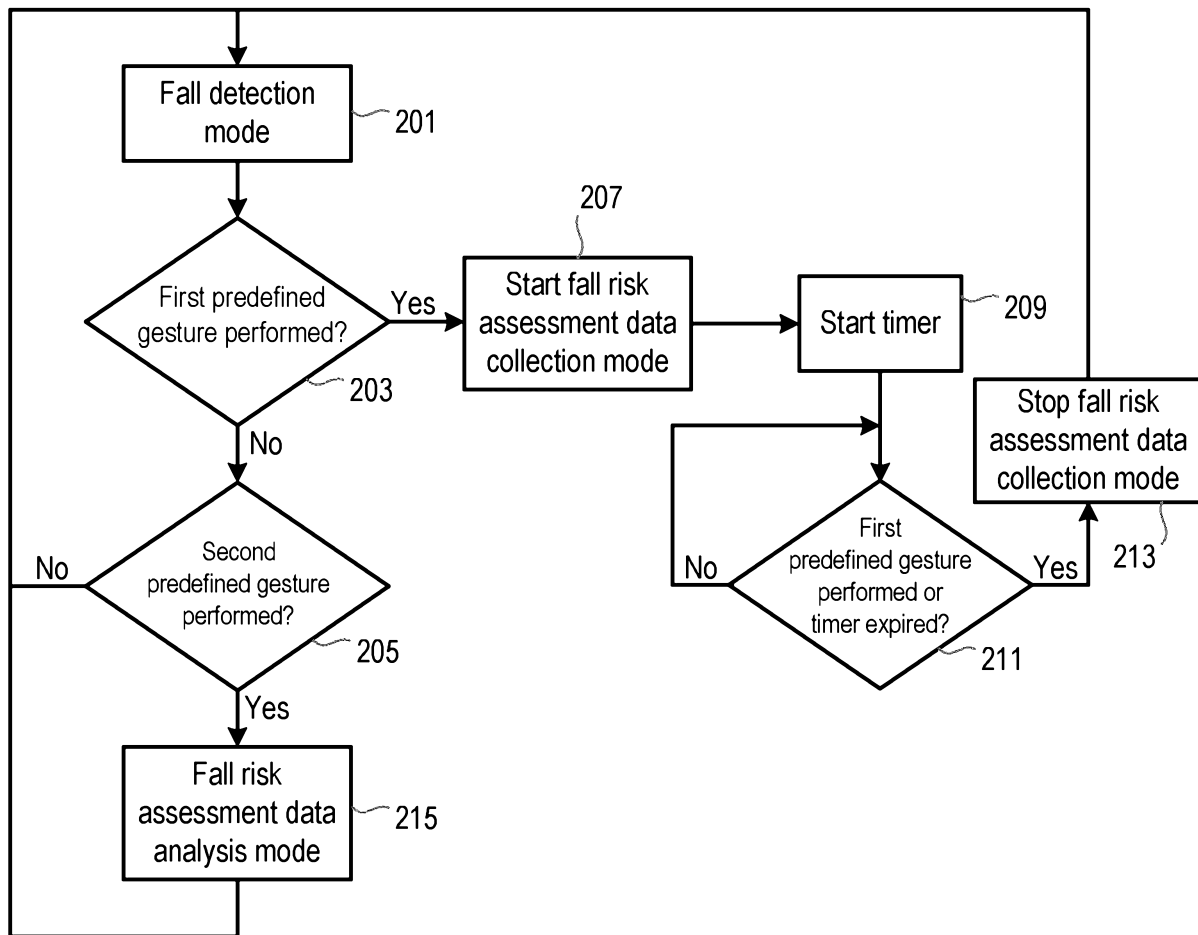 Fall detection
mode
201
First predefined
gesture performed?
203
Yes
No
207
Start fall risk
assessment data
collection mode
Start timer
209
Second
predefined gesture
performed?
205
No
Yes
First
predefined gesture
performed or
timer expired?
211
No
Yes
Stop fall risk
assessment data
collection mode
213
Fall risk
assessment data
analysis mode
215